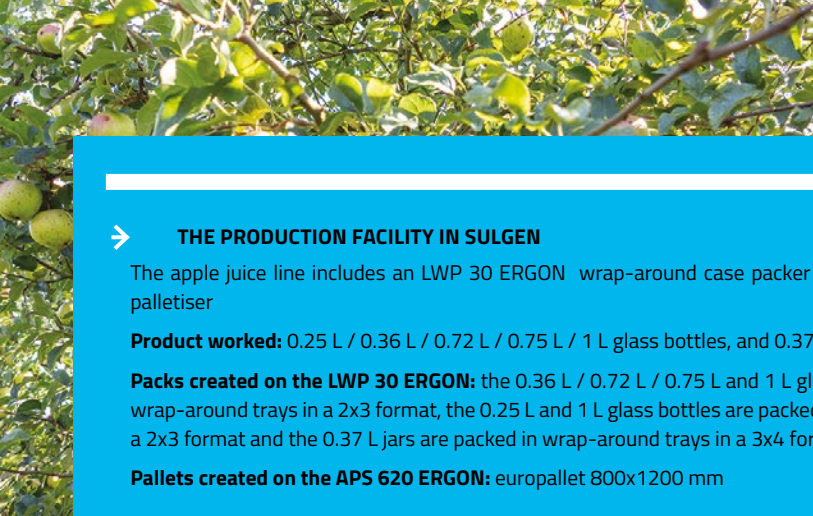 THE PRODUCTION FACILITY IN SULGEN
The apple juice line includes an LWP 30 ERGON wrap-around case packer
palletiser
Product worked: 0.25 L / 0.36 L / 0.72 L / 0.75 L / 1 L glass bottles, and 0.37
Packs created on the LWP 30 ERGON: the 0.36 L / 0.72 L / 0.75 L and 1 L gl
wrap-around trays in a 2x3 format, the 0.25 L and 1 L glass bottles are packed
a 2x3 format and the 0.37 L jars are packed in wrap-around trays in a 3x4 for
Pallets created on the APS 620 ERGON: europallet 800x1200 mm